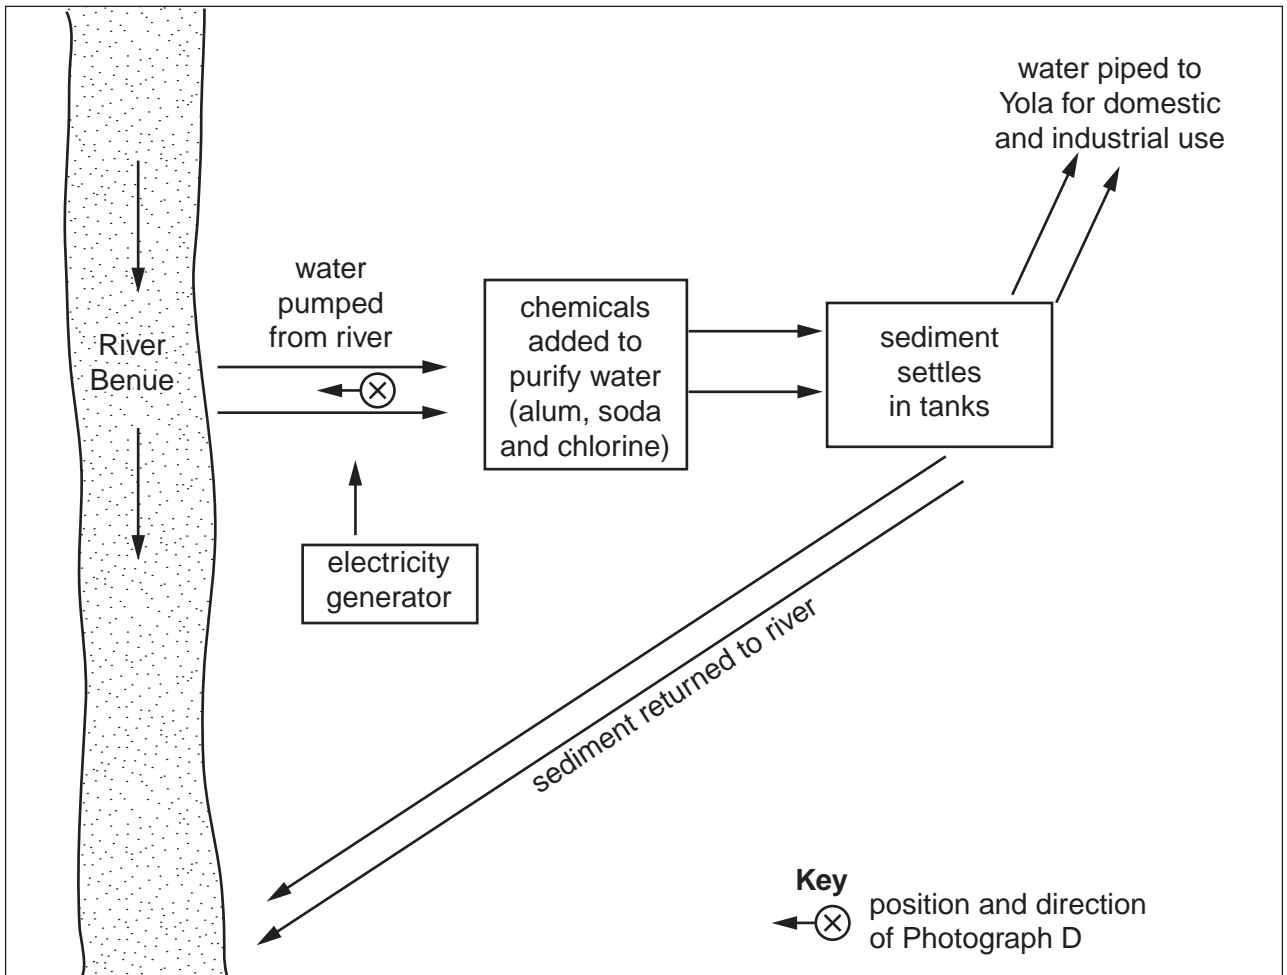 water piped to
Yola for domestic
and industrial use
water
pumped
from river
River
Benue
chemicals
added to
purify water
(alum, soda
and chlorine)
sediment
settles
in tanks
electricity
generator
sediment returned to river
Key
position and direction
of Photograph D